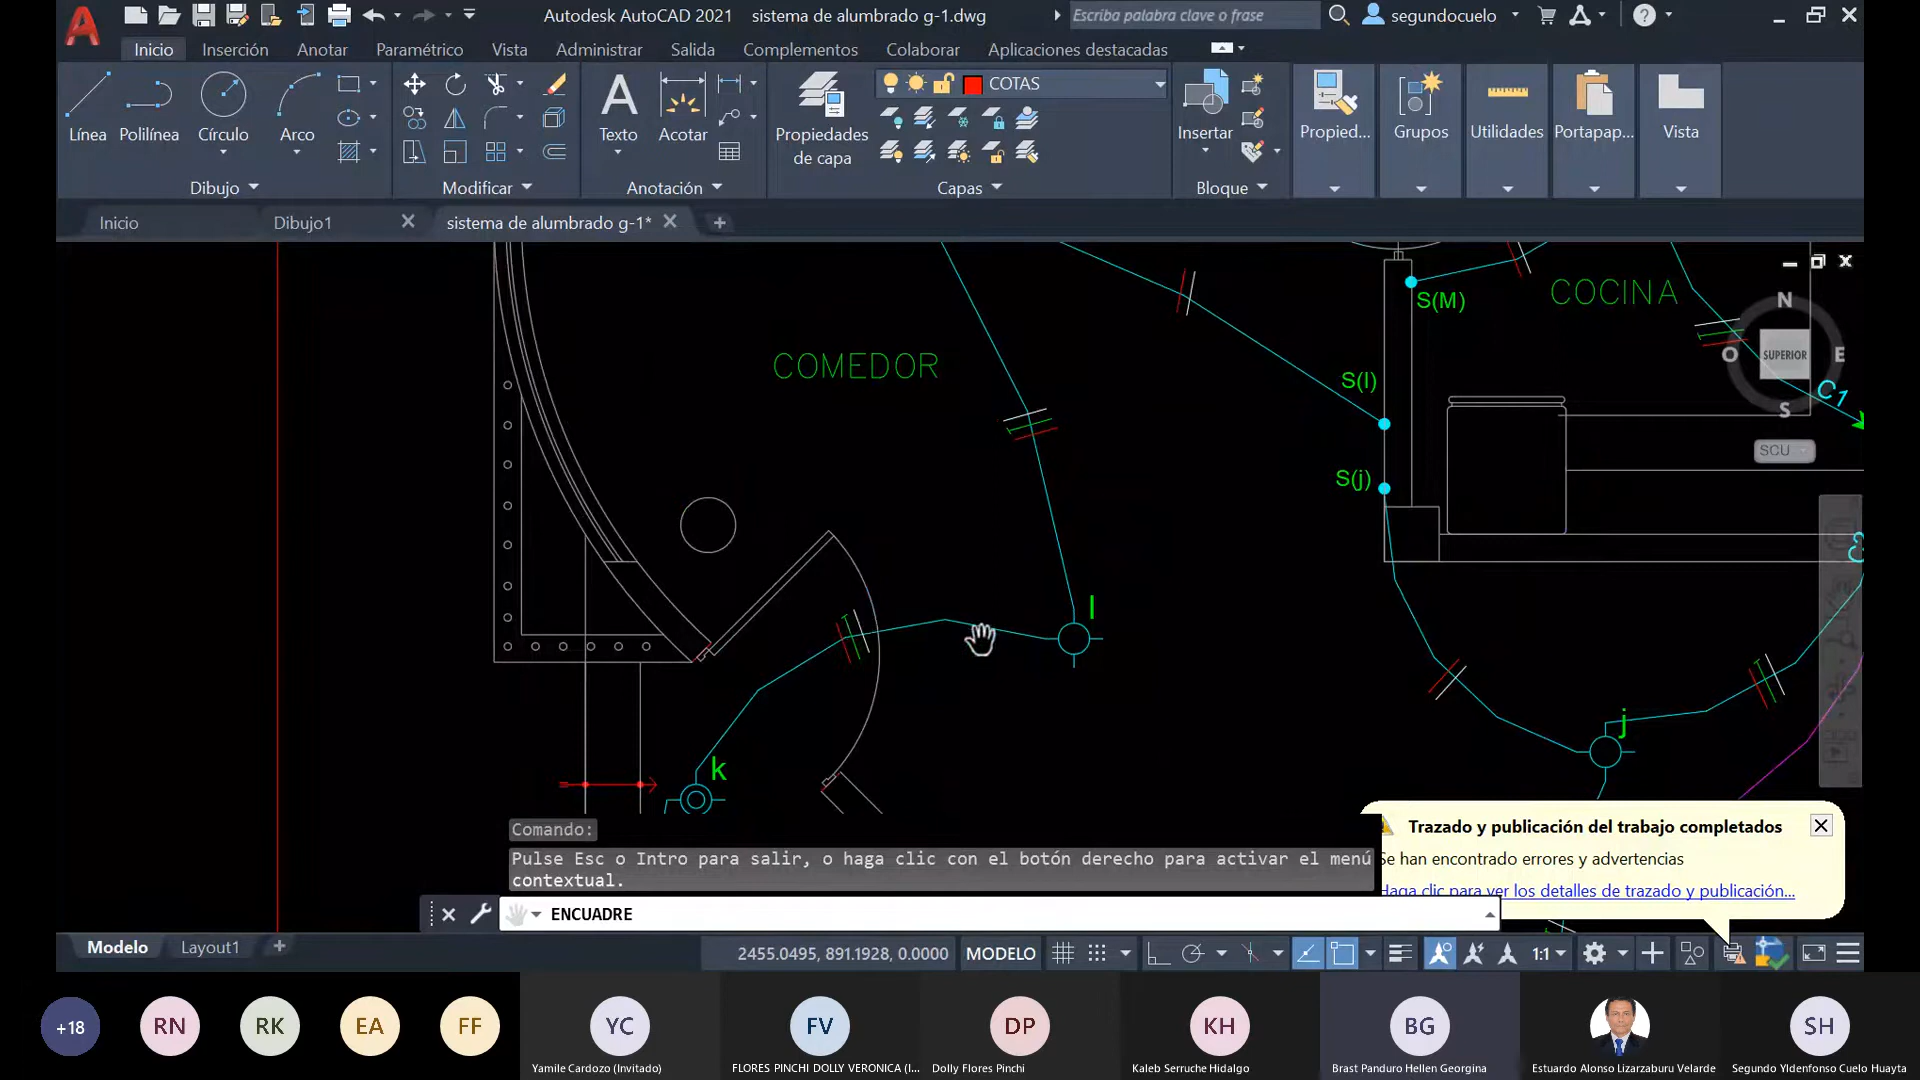 Autodesk AutoCAD 2021 sistema de alumbrado g-1.dwg
Escriba palabra clave o frase
segundocuelo
Inicio Inserción Anotar Paramétrico Vista Administrar Salida Complementos Colaborar Aplicaciones destacadas
COTAS
Línea Polilínea Círculo Arco
Texto Acotar
Propiedades
de capa
Insertar
Propied... Grupos Utilidades Portapap... Vista
Dibujo Modificar Anotación Capas Bloque
Inicio Dibujo1 sistema de alumbrado g-1*
COCINA
S(M)
N
O SUPERIOR E
S
COMEDOR
S(l)
C1
SCU
S(j)
l
j
k
Comando:
Pulse Esc o Intro para salir, o haga clic con el botón derecho para activar el menú
contextual.
ENCUADRE
Trazado y publicación del trabajo completados
Se han encontrado errores y advertencias
Haga clic para ver los detalles de trazado y publicación...
Modelo Layout1
2455.0495, 891.1928, 0.0000 MODELO 1:1
+18 RN RK EA FF YC FV DP KH BG SH
Yamile Cardozo (Invitado) FLORES PINCHI DOLLY VERONICA (I... Dolly Flores Pinchi Kaleb Serruche Hidalgo Brast Panduro Hellen Georgina Estuardo Alonso Lizarzaburu Velarde Segundo Yldenfonso Cuelo Huayta